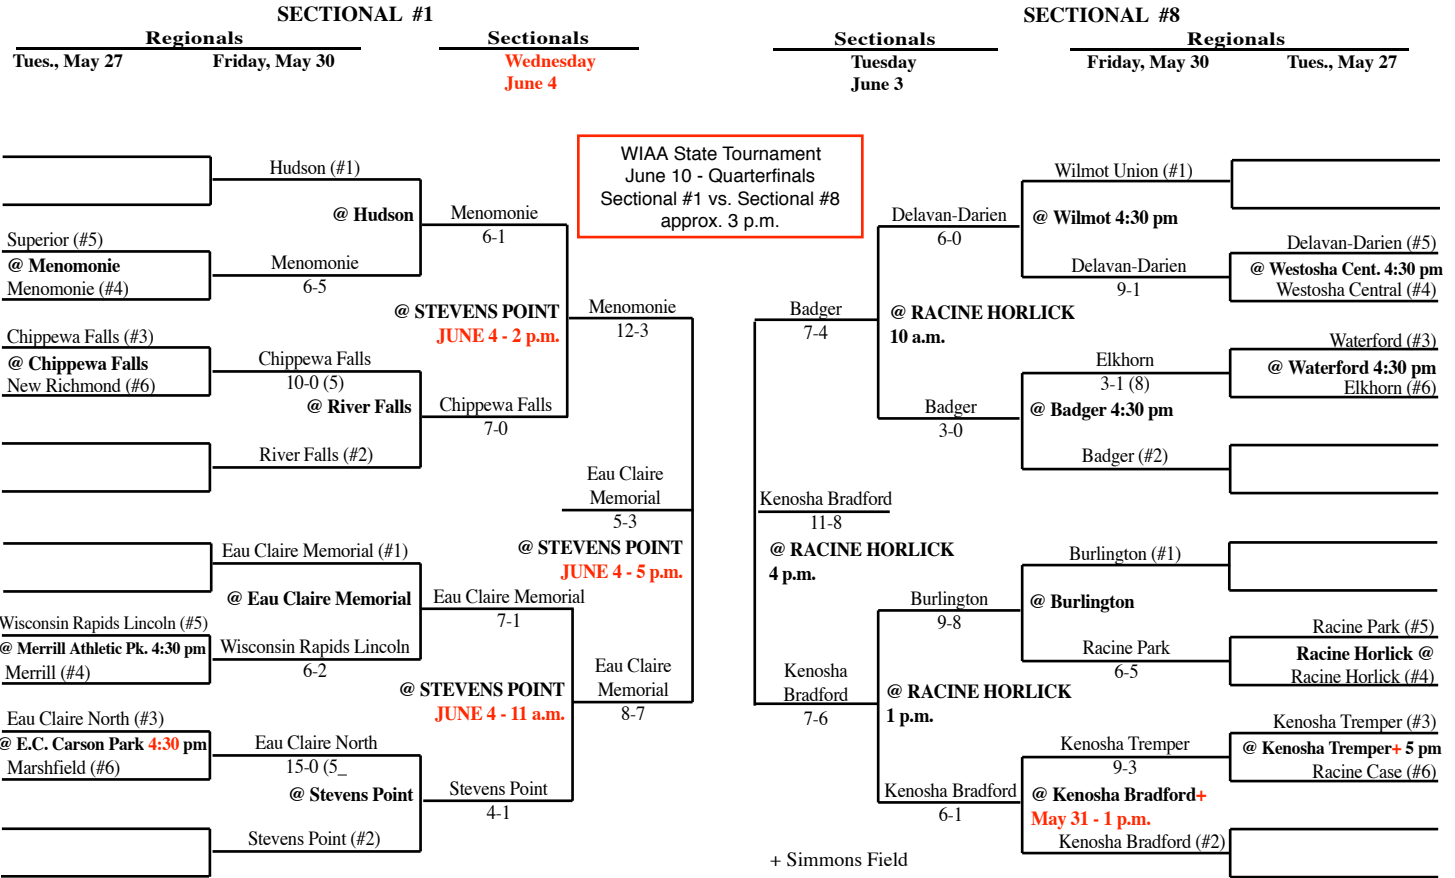 SECTIONAL #1
Regionals
Sectionals
Tues., May 27
Friday, May 30
Wednesday
June 4
Hudson (#1)
@ Hudson
Menomonie
6-1
Superior (#5)
@ Menomonie
Menomonie (#4)
Menomonie
6-5
@ STEVENS POINT
JUNE 4 - 2 p.m.
Menomonie
12-3
Chippewa Falls (#3)
@ Chippewa Falls
New Richmond (#6)
Chippewa Falls
10-0 (5)
@ River Falls
Chippewa Falls
7-0
River Falls (#2)
Eau Claire
Memorial
5-3
@ STEVENS POINT
JUNE 4 - 5 p.m.
Eau Claire Memorial (#1)
@ Eau Claire Memorial
Eau Claire Memorial
7-1
Wisconsin Rapids Lincoln (#5)
@ Merrill Athletic Pk. 4:30 pm
Merrill (#4)
Wisconsin Rapids Lincoln
6-2
@ STEVENS POINT
JUNE 4 - 11 a.m.
Eau Claire
Memorial
8-7
Eau Claire North (#3)
@ E.C. Carson Park 4:30 pm
Marshfield (#6)
Eau Claire North
15-0 (5_
@ Stevens Point
Stevens Point
4-1
Stevens Point (#2)
WIAA State Tournament
June 10 - Quarterfinals
Sectional #1 vs. Sectional #8
approx. 3 p.m.
SECTIONAL #8
Sectionals
Regionals
Tuesday
June 3
Friday, May 30
Tues., May 27
Wilmot Union (#1)
Delavan-Darien
6-0
@ Wilmot 4:30 pm
Delavan-Darien (#5)
@ Westosha Cent. 4:30 pm
Westosha Central (#4)
Delavan-Darien
9-1
Badger
7-4
@ RACINE HORLICK
10 a.m.
Waterford (#3)
@ Waterford 4:30 pm
Elkhorn (#6)
Elkhorn
3-1 (8)
@ Badger 4:30 pm
Badger
3-0
Badger (#2)
Kenosha Bradford
11-8
@ RACINE HORLICK
4 p.m.
Burlington (#1)
Burlington
9-8
@ Burlington
Racine Park (#5)
Racine Horlick @
Racine Horlick (#4)
Racine Park
6-5
Kenosha
Bradford
7-6
@ RACINE HORLICK
1 p.m.
Kenosha Tremper (#3)
@ Kenosha Tremper+ 5 pm
Racine Case (#6)
Kenosha Tremper
9-3
Kenosha Bradford
6-1
@ Kenosha Bradford+
May 31 - 1 p.m.
Kenosha Bradford (#2)
+ Simmons Field